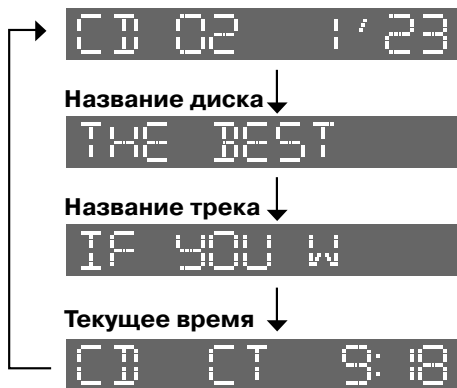 CD 02 1'23
Название диска
THE BEST
Название трека
IF YOU W
Текущее время
CD CT 9:18